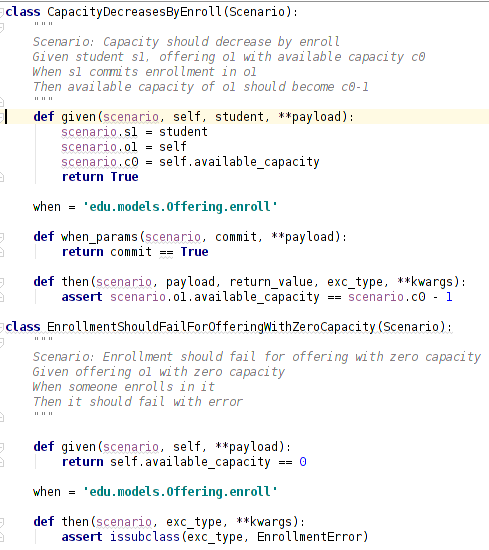 class CapacityDecreasesByEnroll(Scenario):
    """
    Scenario: Capacity should decrease by enroll
    Given student s1, offering o1 with available capacity c0
    When s1 commits enrollment in o1
    Then available capacity of o1 should become c0-1
    """
    def given(scenario, self, student, **payload):
        scenario.s1 = student
        scenario.o1 = self
        scenario.c0 = self.available_capacity
        return True
    when = 'edu.models.Offering.enroll'
    def when_params(scenario, commit, **payload):
        return commit == True
    def then(scenario, payload, return_value, exc_type, **kwargs):
        assert scenario.o1.available_capacity == scenario.c0 - 1
class EnrollmentShouldFailForOfferingWithZeroCapacity(Scenario):
    """
    Scenario: Enrollment should fail for offering with zero capacity
    Given offering o1 with zero capacity
    When someone enrolls in it
    Then it should fail with error
    """
    def given(scenario, self, **payload):
        return self.available_capacity == 0
    when = 'edu.models.Offering.enroll'
    def then(scenario, exc_type, **kwargs):
        assert issubclass(exc_type, EnrollmentError)